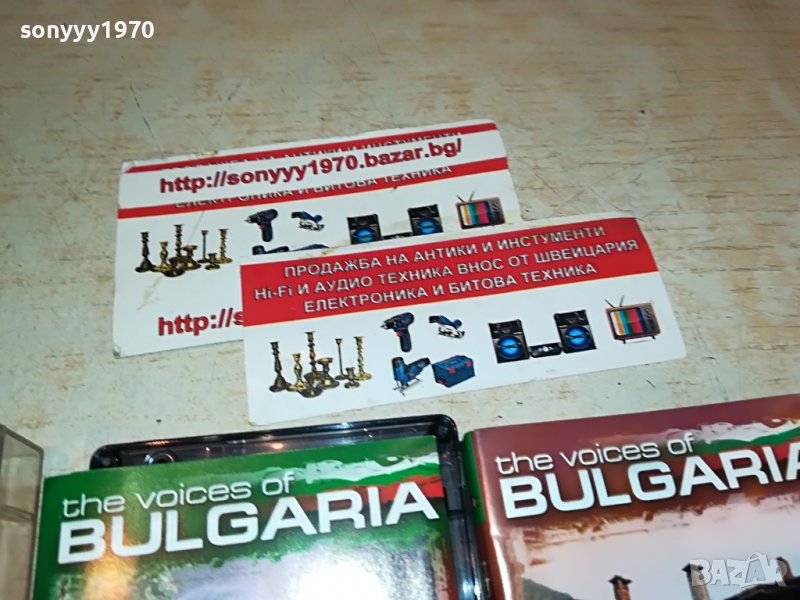 sonyyy1970
http://sonyyy1970.bazar.bg/
ЕЛЕКТРОНИКА И БИТОВА ТЕХНИКА
http://s
ПРОДАЖБА НА АНТИКИ И ИНСТУМЕНТИ
Hi-Fi И АУДИО ТЕХНИКА ВНОС ОТ ШВЕЙЦАРИЯ
ЕЛЕКТРОНИКА И БИТОВА ТЕХНИКА
the voices of
BULGARIA
the voices of
BULGARIA
BAZAR